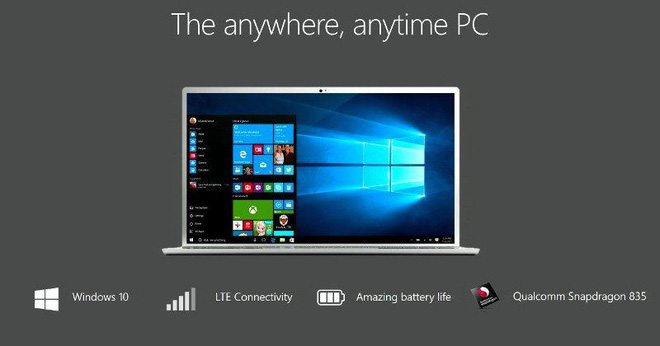 The anywhere, anytime PC
Windows 10
LTE Connectivity
Amazing battery life
Qualcomm Snapdragon 835